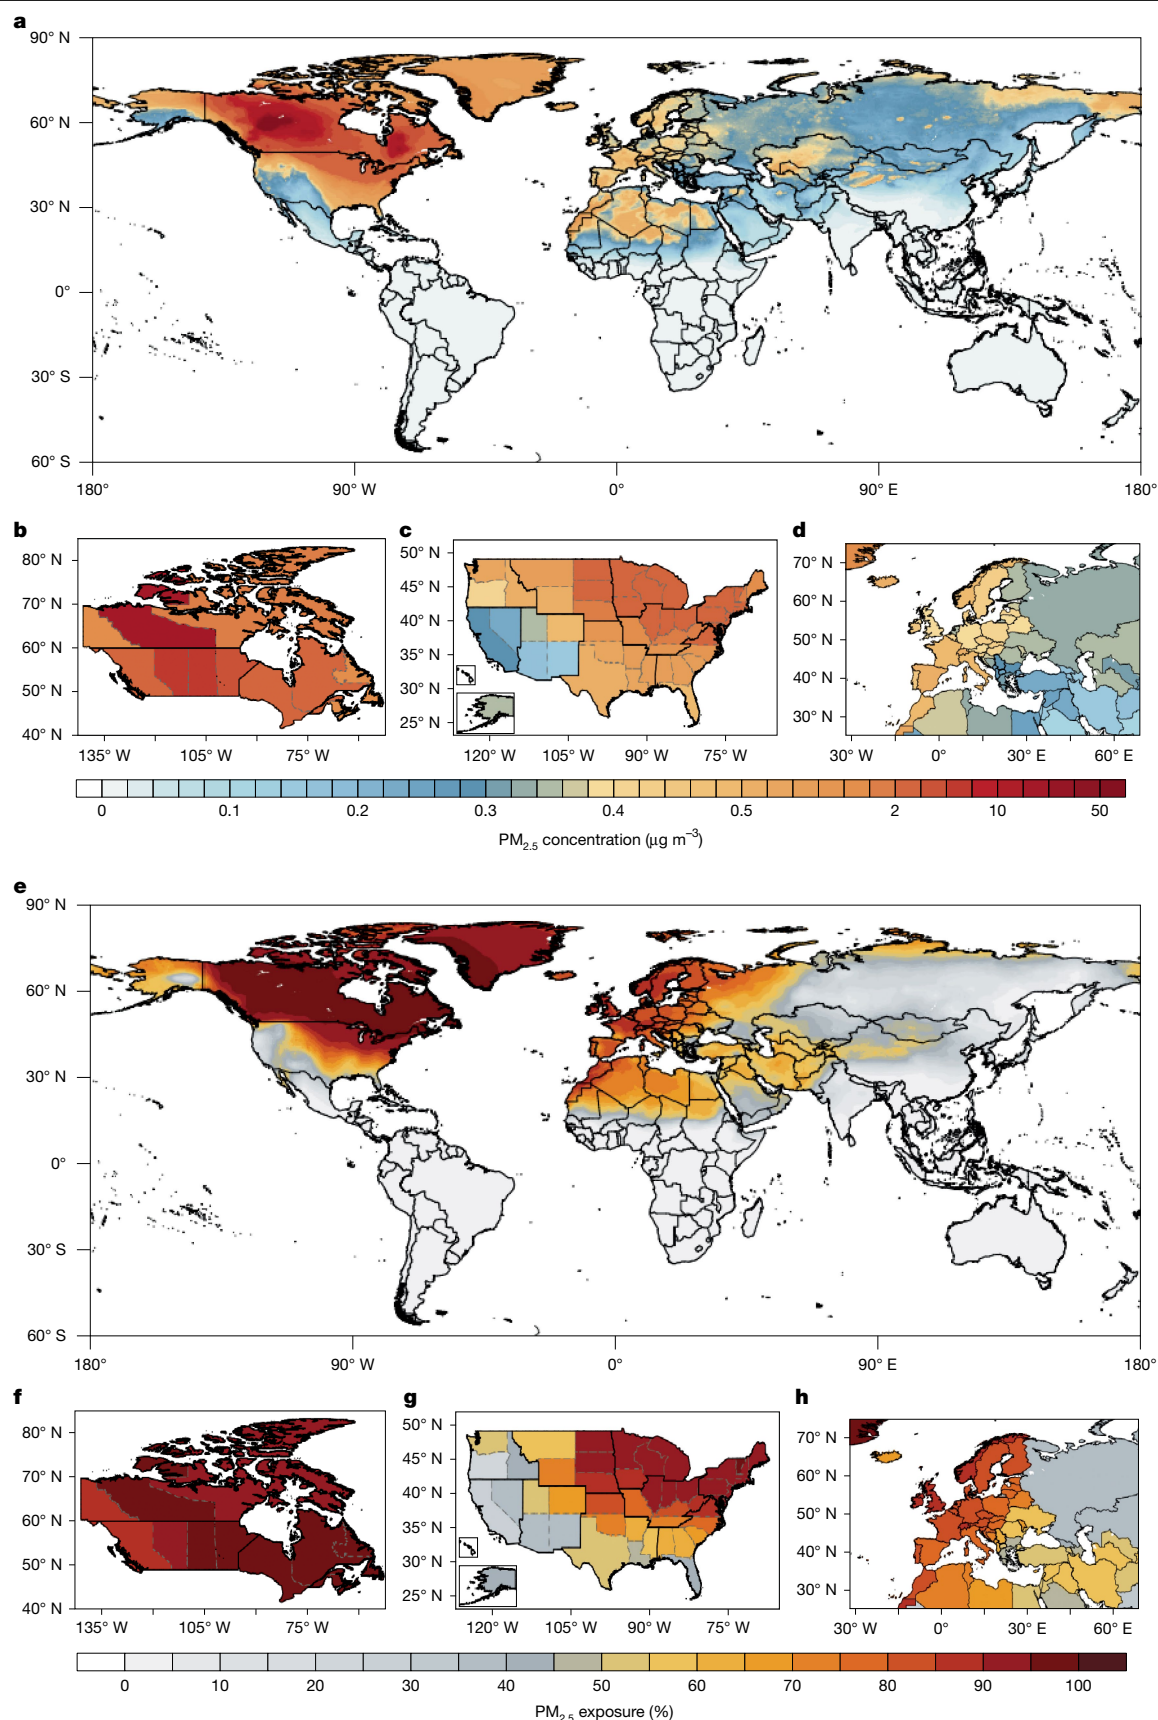 a
90° N
60° N
30° N
0°
30° S
60° S
180° 90° W 0° 90° E 180°
b
80° N
70° N
60° N
50° N
40° N
135° W 105° W 75° W
c
50° N
45° N
40° N
35° N
30° N
25° N
120° W 105° W 90° W 75° W
d
70° N
60° N
50° N
40° N
30° N
30° W 0° 30° E 60° E
0 0.1 0.2 0.3 0.4 0.5 2 10 50
PM2.5 concentration (μg m–3)
e
90° N
60° N
30° N
0°
30° S
60° S
180° 90° W 0° 90° E 180°
f
80° N
70° N
60° N
50° N
40° N
135° W 105° W 75° W
g
50° N
45° N
40° N
35° N
30° N
25° N
120° W 105° W 90° W 75° W
h
70° N
60° N
50° N
40° N
30° N
30° W 0° 30° E 60° E
0 10 20 30 40 50 60 70 80 90 100
PM2.5 exposure (%)